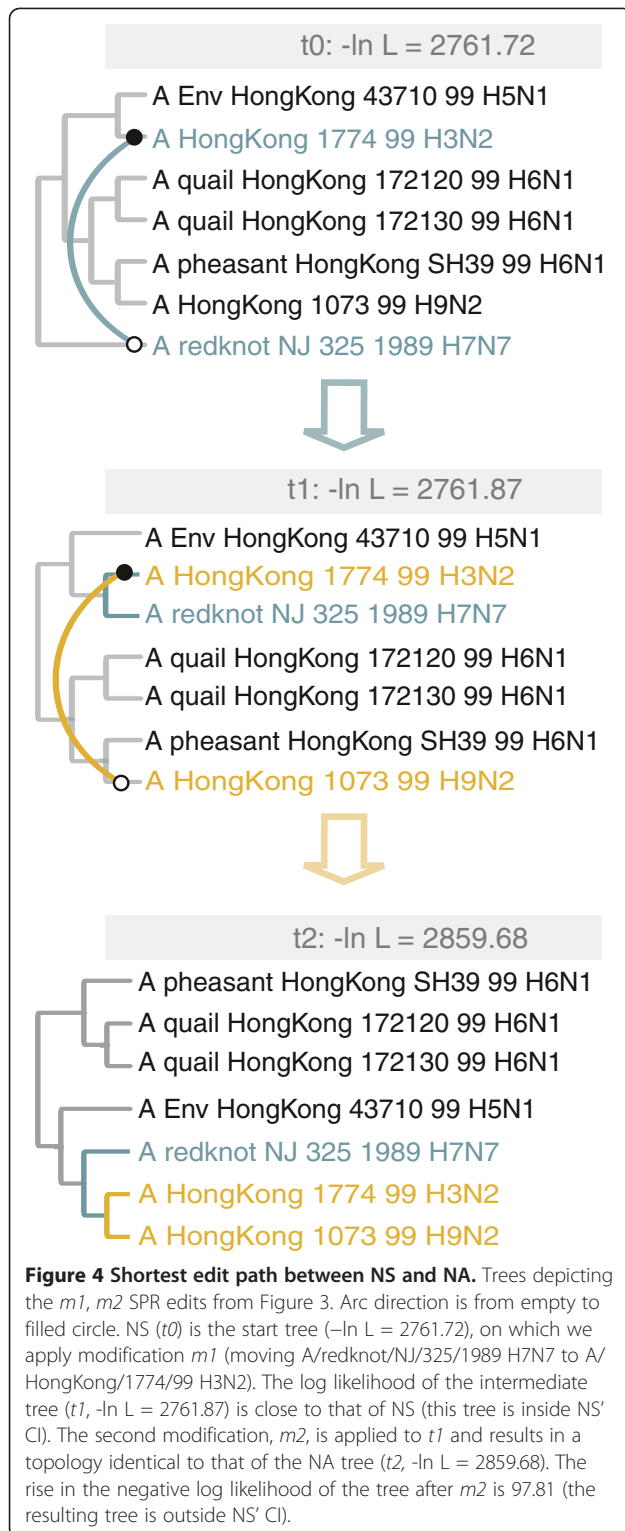 t0: -ln L = 2761.72
A Env HongKong 43710 99 H5N1
A HongKong 1774 99 H3N2
A quail HongKong 172120 99 H6N1
A quail HongKong 172130 99 H6N1
A pheasant HongKong SH39 99 H6N1
A HongKong 1073 99 H9N2
A redknot NJ 325 1989 H7N7
t1: -ln L = 2761.87
A Env HongKong 43710 99 H5N1
A HongKong 1774 99 H3N2
A redknot NJ 325 1989 H7N7
A quail HongKong 172120 99 H6N1
A quail HongKong 172130 99 H6N1
A pheasant HongKong SH39 99 H6N1
A HongKong 1073 99 H9N2
t2: -ln L = 2859.68
A pheasant HongKong SH39 99 H6N1
A quail HongKong 172120 99 H6N1
A quail HongKong 172130 99 H6N1
A Env HongKong 43710 99 H5N1
A redknot NJ 325 1989 H7N7
A HongKong 1774 99 H3N2
A HongKong 1073 99 H9N2
Figure 4 Shortest edit path between NS and NA. Trees depicting
the m1, m2 SPR edits from Figure 3. Arc direction is from empty to
filled circle. NS (t0) is the start tree (−ln L = 2761.72), on which we
apply modification m1 (moving A/redknot/NJ/325/1989 H7N7 to A/
HongKong/1774/99 H3N2). The log likelihood of the intermediate
tree (t1, -ln L = 2761.87) is close to that of NS (this tree is inside NS’
CI). The second modification, m2, is applied to t1 and results in a
topology identical to that of the NA tree (t2, -ln L = 2859.68). The
rise in the negative log likelihood of the tree after m2 is 97.81 (the
resulting tree is outside NS’ CI).